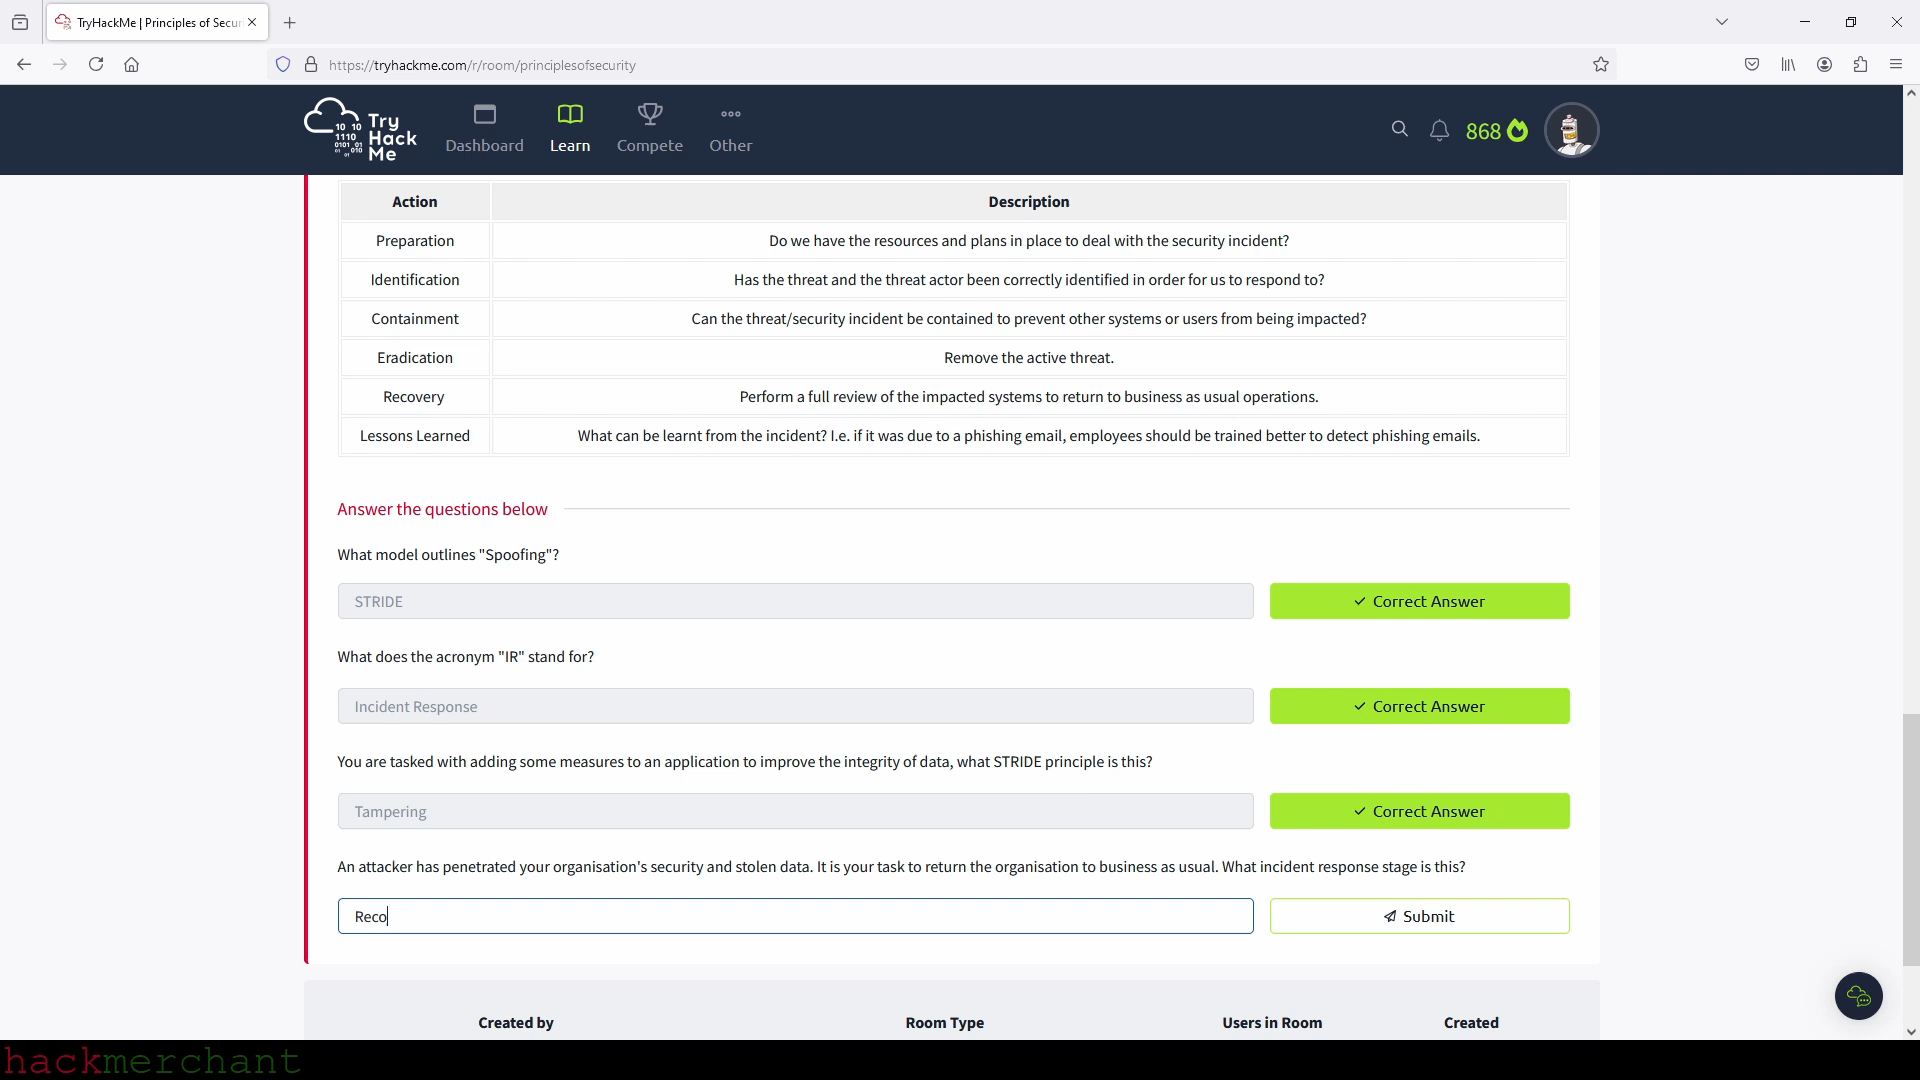 TryHackMe | Principles of Secur
https://tryhackme.com/r/room/principlesofsecurity
Try Hack Me
10 10
1110
0101 01
01 010
Dashboard
Learn
Compete
Other
868
Action Description
Preparation Do we have the resources and plans in place to deal with the security incident?
Identification Has the threat and the threat actor been correctly identified in order for us to respond to?
Containment Can the threat/security incident be contained to prevent other systems or users from being impacted?
Eradication Remove the active threat.
Recovery Perform a full review of the impacted systems to return to business as usual operations.
Lessons Learned What can be learnt from the incident? I.e. if it was due to a phishing email, employees should be trained better to detect phishing emails.
Answer the questions below
What model outlines "Spoofing"?
STRIDE Correct Answer
What does the acronym "IR" stand for?
Incident Response Correct Answer
You are tasked with adding some measures to an application to improve the integrity of data, what STRIDE principle is this?
Tampering Correct Answer
An attacker has penetrated your organisation's security and stolen data. It is your task to return the organisation to business as usual. What incident response stage is this?
Reco Submit
Created by Room Type Users in Room Created
hackmerchant